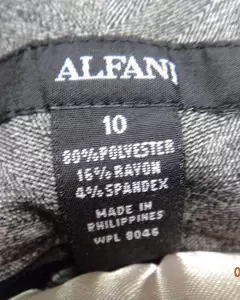 ALFANI
10
80% POLYESTER
16% RAYON
4% SPANDEX
MADE IN
PHILIPPINES
WPL 8046